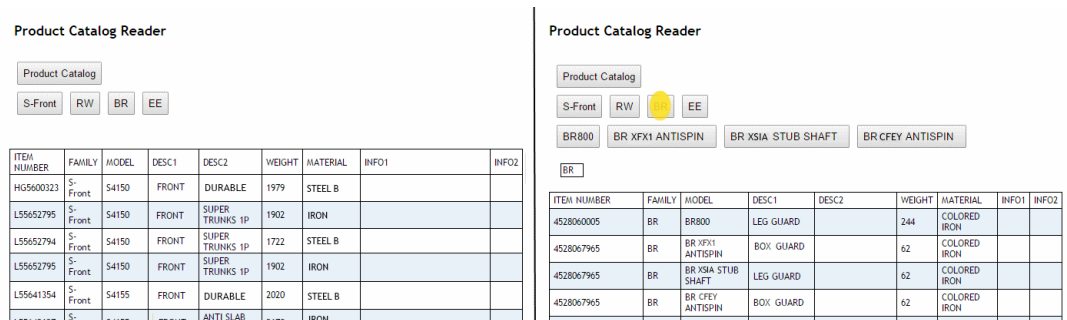 Product Catalog Reader
Product Catalog
S-Front RW BR EE
ITEM NUMBER FAMILY MODEL DESC1 DESC2 WEIGHT MATERIAL INFO1 INFO2
HG5600323 S-Front S4150 FRONT DURABLE 1979 STEEL B
L55652795 S-Front S4150 FRONT SUPER TRUNKS 1P 1902 IRON
L55652794 S-Front S4150 FRONT SUPER TRUNKS 1P 1722 STEEL B
L55652795 S-Front S4150 FRONT SUPER TRUNKS 1P 1902 IRON
L55641354 S-Front S4155 FRONT DURABLE 2020 STEEL B
S- ANTI SLAB IRON
Product Catalog Reader
Product Catalog
S-Front RW BR EE
BR800 BR XFX1 ANTISPIN BR XSIA STUB SHAFT BR CFEY ANTISPIN
BR
ITEM NUMBER FAMILY MODEL DESC1 DESC2 WEIGHT MATERIAL INFO1 INFO2
4528060005 BR BR800 LEG GUARD 244 COLORED IRON
4528067965 BR BR XFX1 ANTISPIN BOX GUARD 62 COLORED IRON
4528067965 BR BR XSIA STUB SHAFT LEG GUARD 62 COLORED IRON
4528067965 BR BR CFEY ANTISPIN BOX GUARD 62 COLORED IRON